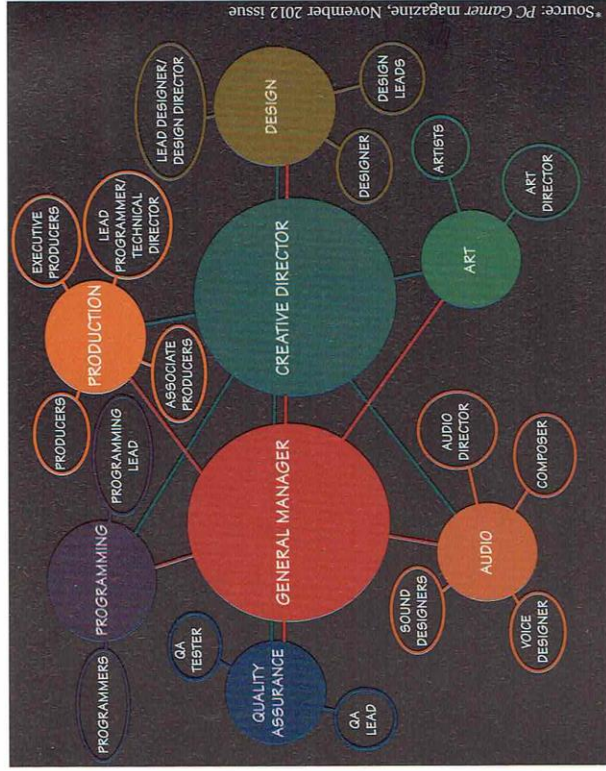 PROGRAMMERS
PROGRAMMING
PROGRAMMING
LEAD
PRODUCERS
PRODUCTION
EXECUTIVE
PRODUCERS
LEAD
PROGRAMMER/
TECHNICAL
DIRECTOR
ASSOCIATE
PRODUCERS
LEAD DESIGNER/
DESIGN DIRECTOR
DESIGN
DESIGNER
DESIGN
LEADS
QA
TESTER
QUALITY
ASSURANCE
QA
LEAD
GENERAL MANAGER
CREATIVE DIRECTOR
SOUND
DESIGNERS
AUDIO
DIRECTOR
AUDIO
VOICE
DESIGNER
COMPOSER
ARTISTS
ART
ART
DIRECTOR
*Source: PC Gamer magazine, November 2012 issue